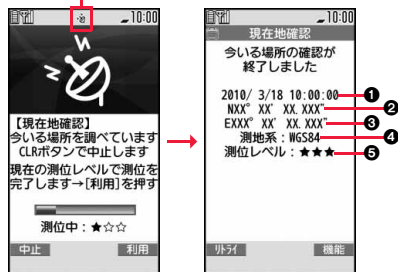 10:00
【現在地確認】
今いる場所を調べています
CLRボタンで中止します
現在の測位レベルで測位を
完了します→[利用]を押す
測位中：★☆☆
中止 利用
10:00
現在地確認
今いる場所の確認が
終了しました
2010/ 3/18 10:00:00 ❶
NXX° XX' XX.XXX" ❷
EXXX° XX' XX.XXX" ❸
測地系：WGS84 ❹
測位レベル：★★★ ❺
ﾘﾄﾗｲ 機能